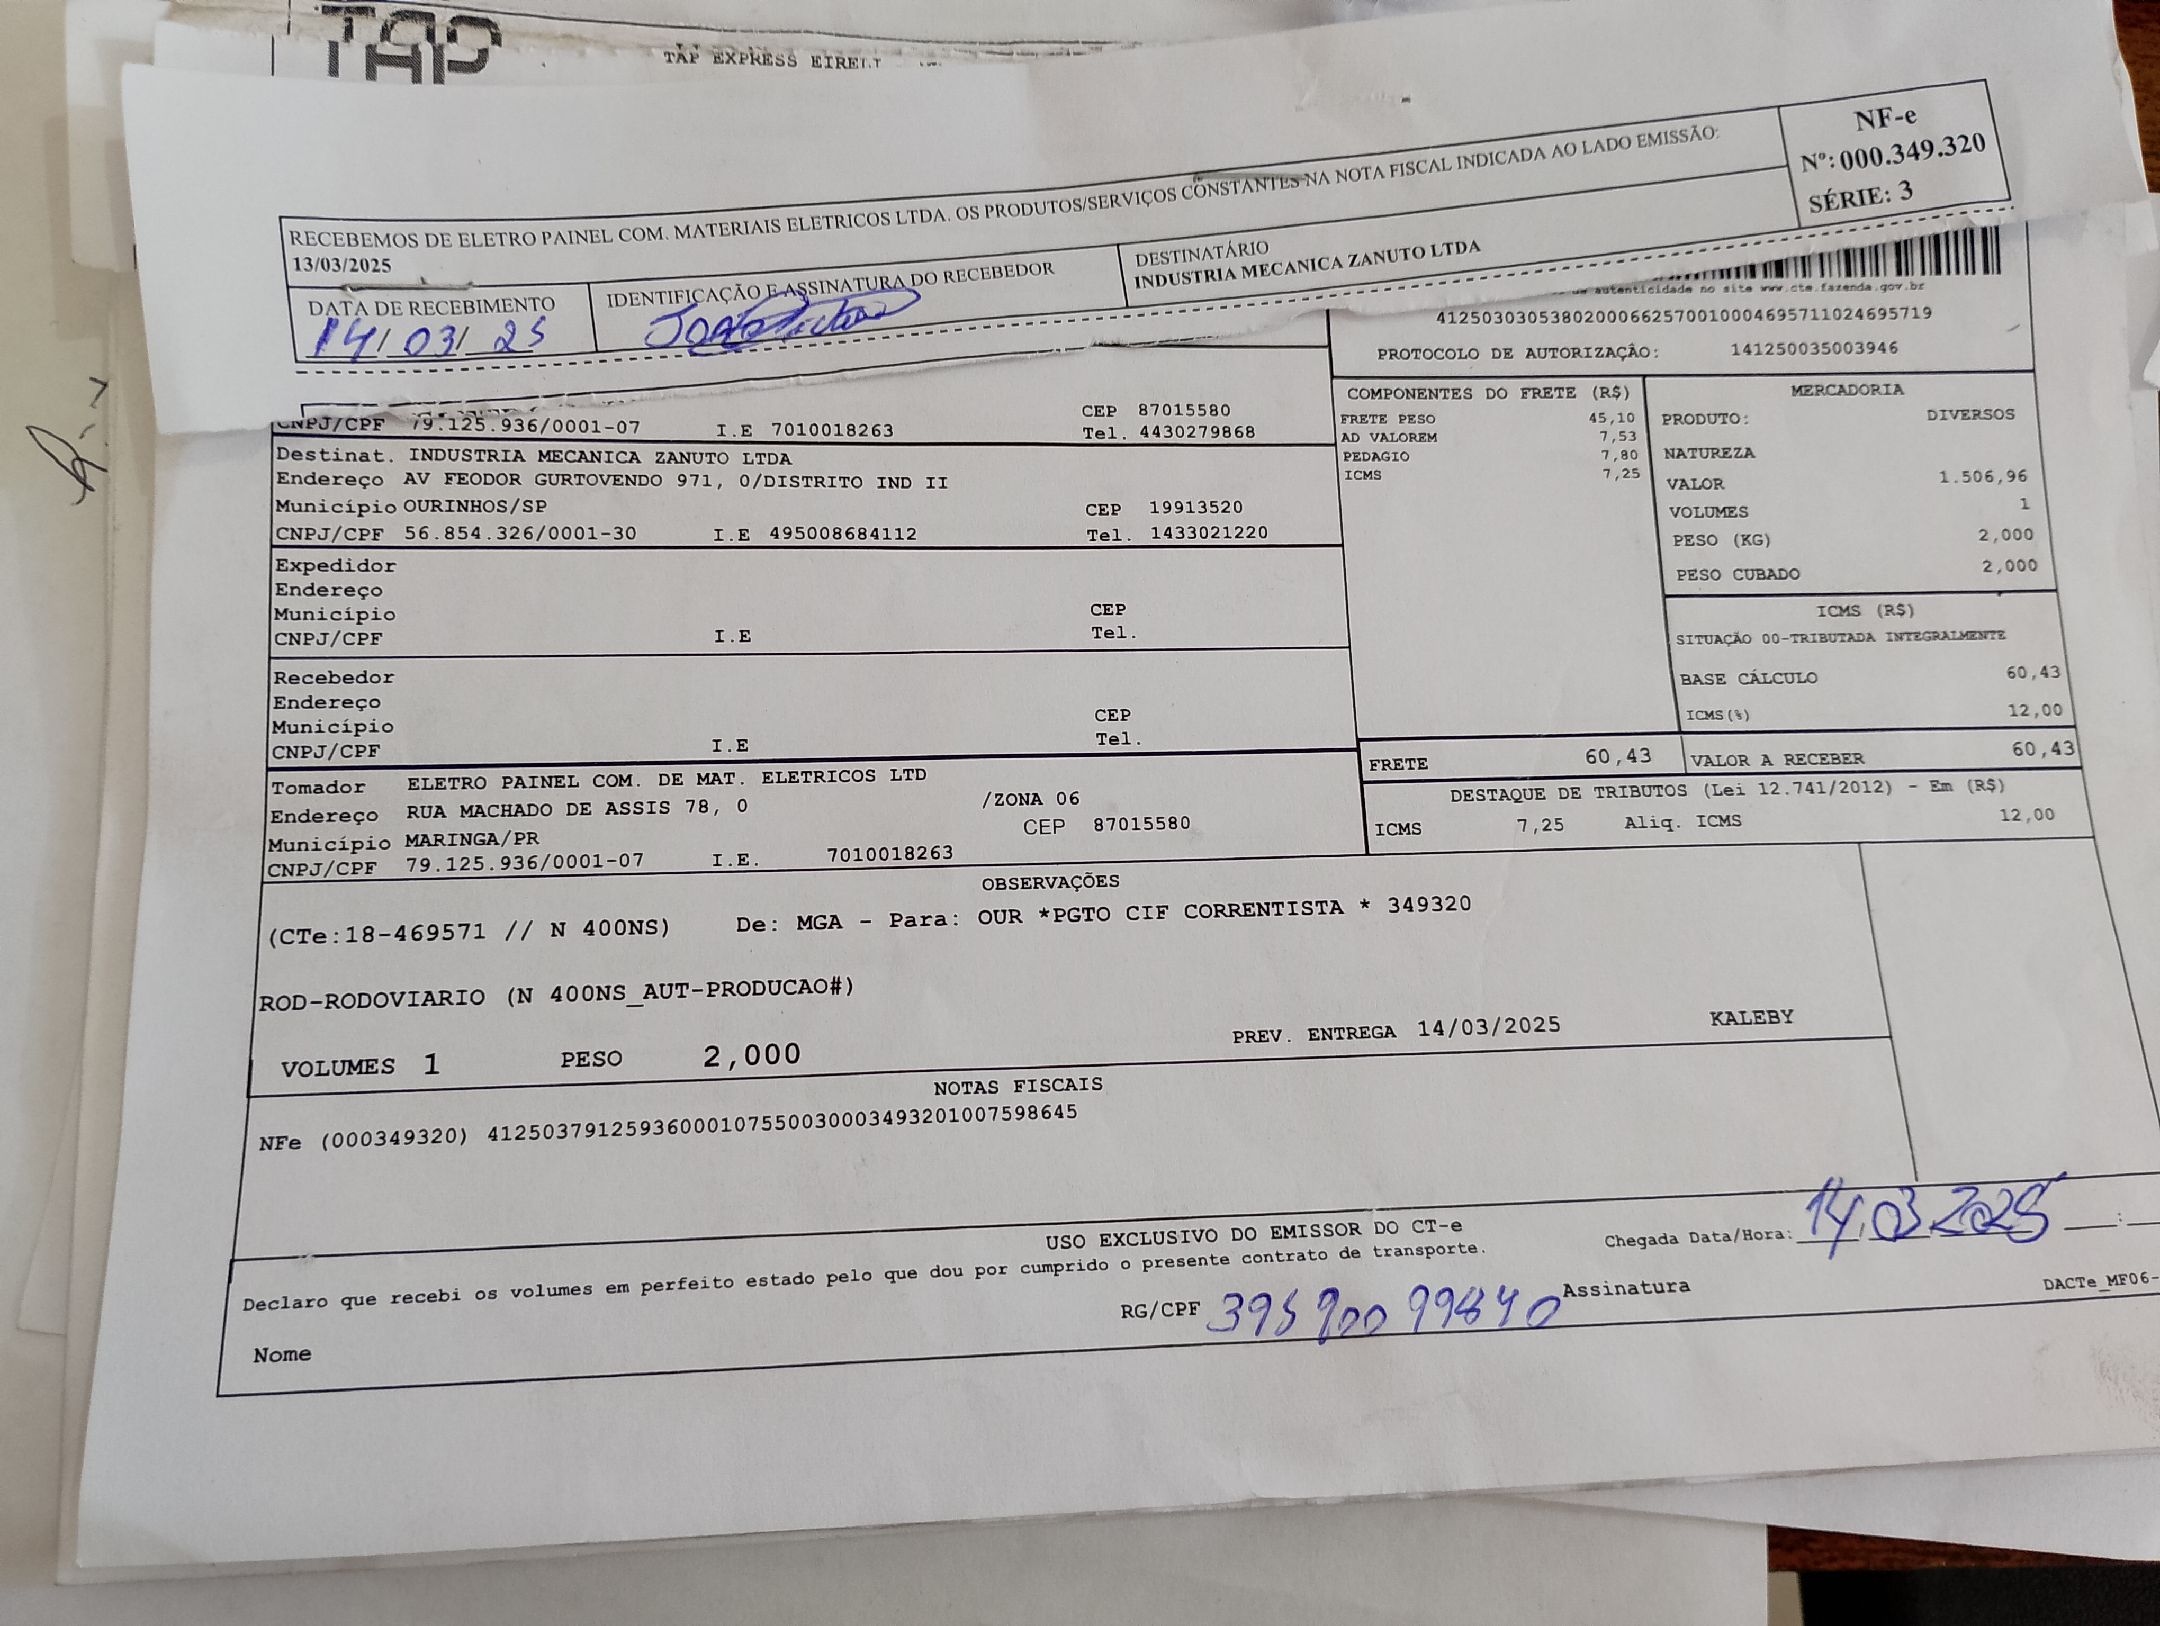 TAP
TAP EXPRESS EIRELI
RECEBEMOS DE ELETRO PAINEL COM. MATERIAIS ELETRICOS LTDA. OS PRODUTOS/SERVIÇOS CONSTANTES NA NOTA FISCAL INDICADA AO LADO EMISSÃO:
13/03/2025
DATA DE RECEBIMENTO
14/03/25
IDENTIFICAÇÃO E ASSINATURA DO RECEBEDOR
DESTINATÁRIO
INDUSTRIA MECANICA ZANUTO LTDA
NF-e
Nº: 000.349.320
SÉRIE: 3
autenticidade no site www.cte.fazenda.gov.br
41250303053802000662570010004695711024695719
PROTOCOLO DE AUTORIZAÇÃO: 141250035003946
CEP 87015580
CNPJ/CPF 79.125.936/0001-07 I.E 7010018263 Tel. 4430279868
Destinat. INDUSTRIA MECANICA ZANUTO LTDA
Endereço AV FEODOR GURTOVENDO 971, 0/DISTRITO IND II
Município OURINHOS/SP CEP 19913520
CNPJ/CPF 56.854.326/0001-30 I.E 495008684112 Tel. 1433021220
Expedidor
Endereço
Município CEP
CNPJ/CPF I.E Tel.
Recebedor
Endereço
Município CEP
CNPJ/CPF I.E Tel.
Tomador ELETRO PAINEL COM. DE MAT. ELETRICOS LTD
Endereço RUA MACHADO DE ASSIS 78, 0 /ZONA 06
Município MARINGA/PR CEP 87015580
CNPJ/CPF 79.125.936/0001-07 I.E. 7010018263
COMPONENTES DO FRETE (R$)
FRETE PESO 45,10
AD VALOREM 7,53
PEDAGIO 7,80
ICMS 7,25
MERCADORIA
PRODUTO: DIVERSOS
NATUREZA
VALOR 1.506,96
VOLUMES 1
PESO (KG) 2,000
PESO CUBADO 2,000
ICMS (R$)
SITUAÇÃO 00-TRIBUTADA INTEGRALMENTE
BASE CÁLCULO 60,43
ICMS(%) 12,00
FRETE 60,43 VALOR A RECEBER 60,43
DESTAQUE DE TRIBUTOS (Lei 12.741/2012) - Em (R$)
ICMS 7,25 Aliq. ICMS 12,00
OBSERVAÇÕES
(CTe:18-469571 // N 400NS) De: MGA - Para: OUR *PGTO CIF CORRENTISTA * 349320
ROD-RODOVIARIO (N 400NS_AUT-PRODUCAO#)
VOLUMES 1 PESO 2,000 PREV. ENTREGA 14/03/2025 KALEBY
NOTAS FISCAIS
NFe (000349320) 41250379125936000107550030003493201007598645
USO EXCLUSIVO DO EMISSOR DO CT-e
Declaro que recebi os volumes em perfeito estado pelo que dou por cumprido o presente contrato de transporte.
Chegada Data/Hora: 14.03.2025 __:
Nome RG/CPF 395 900 99840 Assinatura
DACTe_MF06-